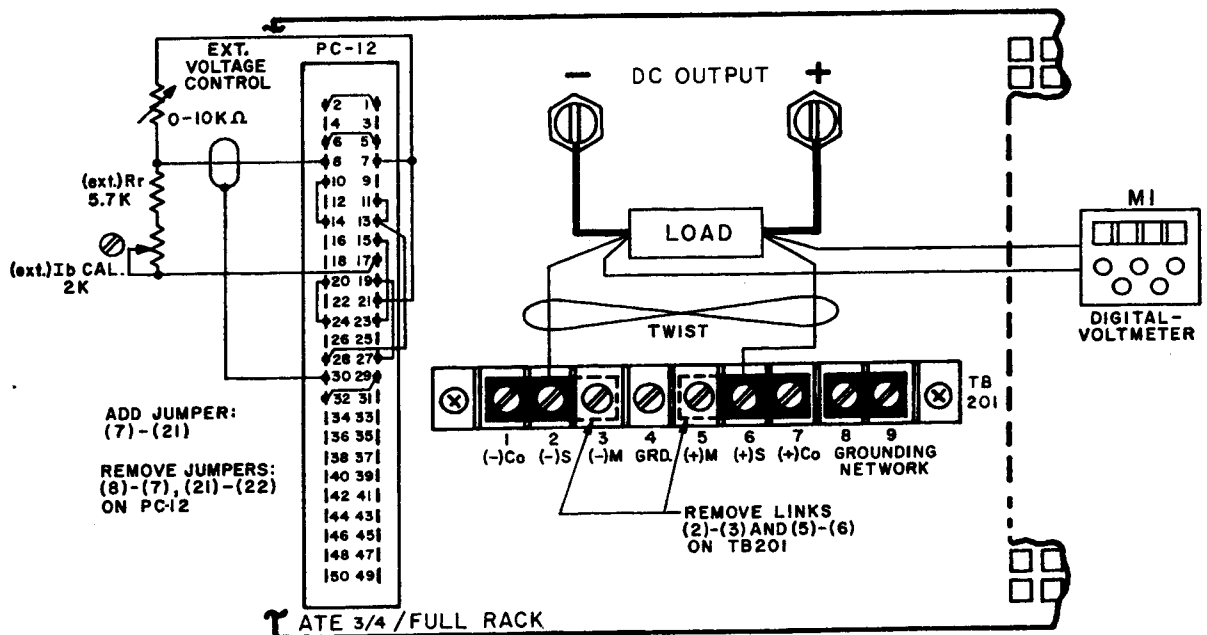 EXT.
VOLTAGE
CONTROL
PC-12
− DC OUTPUT +
0-10KΩ
(ext.)Rr
5.7K
(ext.)Ib CAL.
2K
2 1
4 3
6 5
8 7
10 9
12 11
14 13
16 15
18 17
20 19
22 21
24 23
26 25
28 27
30 29
32 31
34 33
36 35
38 37
40 39
42 41
44 43
46 45
48 47
50 49
LOAD
M1
DIGITAL-
VOLTMETER
TWIST
TB
201
1 2 3 4 5 6 7 8 9
(-)Co (-)S (-)M GRD. (+)M (+)S (+)Co GROUNDING
NETWORK
ADD JUMPER:
(7)-(21)
REMOVE JUMPERS:
(8)-(7), (21)-(22)
ON PC-12
REMOVE LINKS
(2)-(3) AND (5)-(6)
ON TB201
ATE 3/4 / FULL RACK